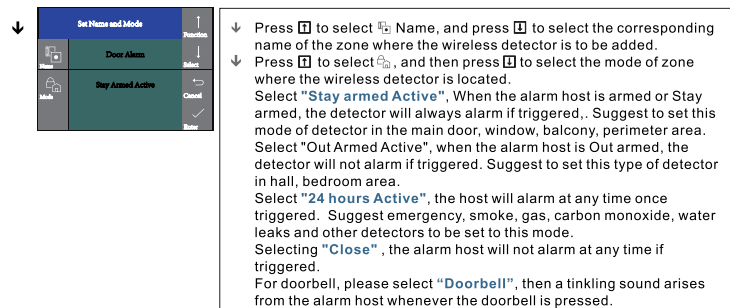 Set Name and Mode
Function
Door Alarm
Name
Select
Stay Armed Active
Mode
Cancel
Enter
Press ↑ to select Name, and press ↓ to select the corresponding
name of the zone where the wireless detector is to be added.
Press ↑ to select , and then press ↓ to select the mode of zone
where the wireless detector is located.
Select "Stay armed Active", When the alarm host is armed or Stay
armed, the detector will always alarm if triggered,. Suggest to set this
mode of detector in the main door, window, balcony, perimeter area.
Select "Out Armed Active", when the alarm host is Out armed, the
detector will not alarm if triggered. Suggest to set this type of detector
in hall, bedroom area.
Select "24 hours Active", the host will alarm at any time once
triggered. Suggest emergency, smoke, gas, carbon monoxide, water
leaks and other detectors to be set to this mode.
Selecting "Close" , the alarm host will not alarm at any time if
triggered.
For doorbell, please select “Doorbell”, then a tinkling sound arises
from the alarm host whenever the doorbell is pressed.